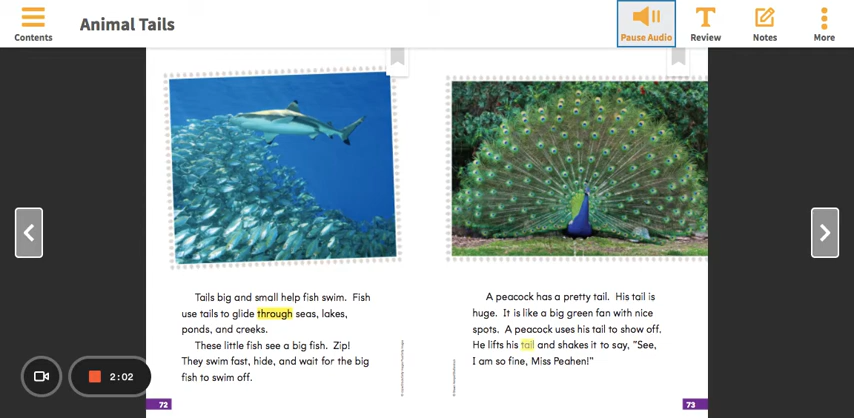 Contents
Animal Tails
Pause Audio
Review
Notes
More
Tails big and small help fish swim. Fish
use tails to glide through seas, lakes,
ponds, and creeks.
These little fish see a big fish. Zip!
They swim fast, hide, and wait for the big
fish to swim off.
72
A peacock has a pretty tail. His tail is
huge. It is like a big green fan with nice
spots. A peacock uses his tail to show off.
He lifts his tail and shakes it to say, "See,
I am so fine, Miss Peahen!"
73
2:02